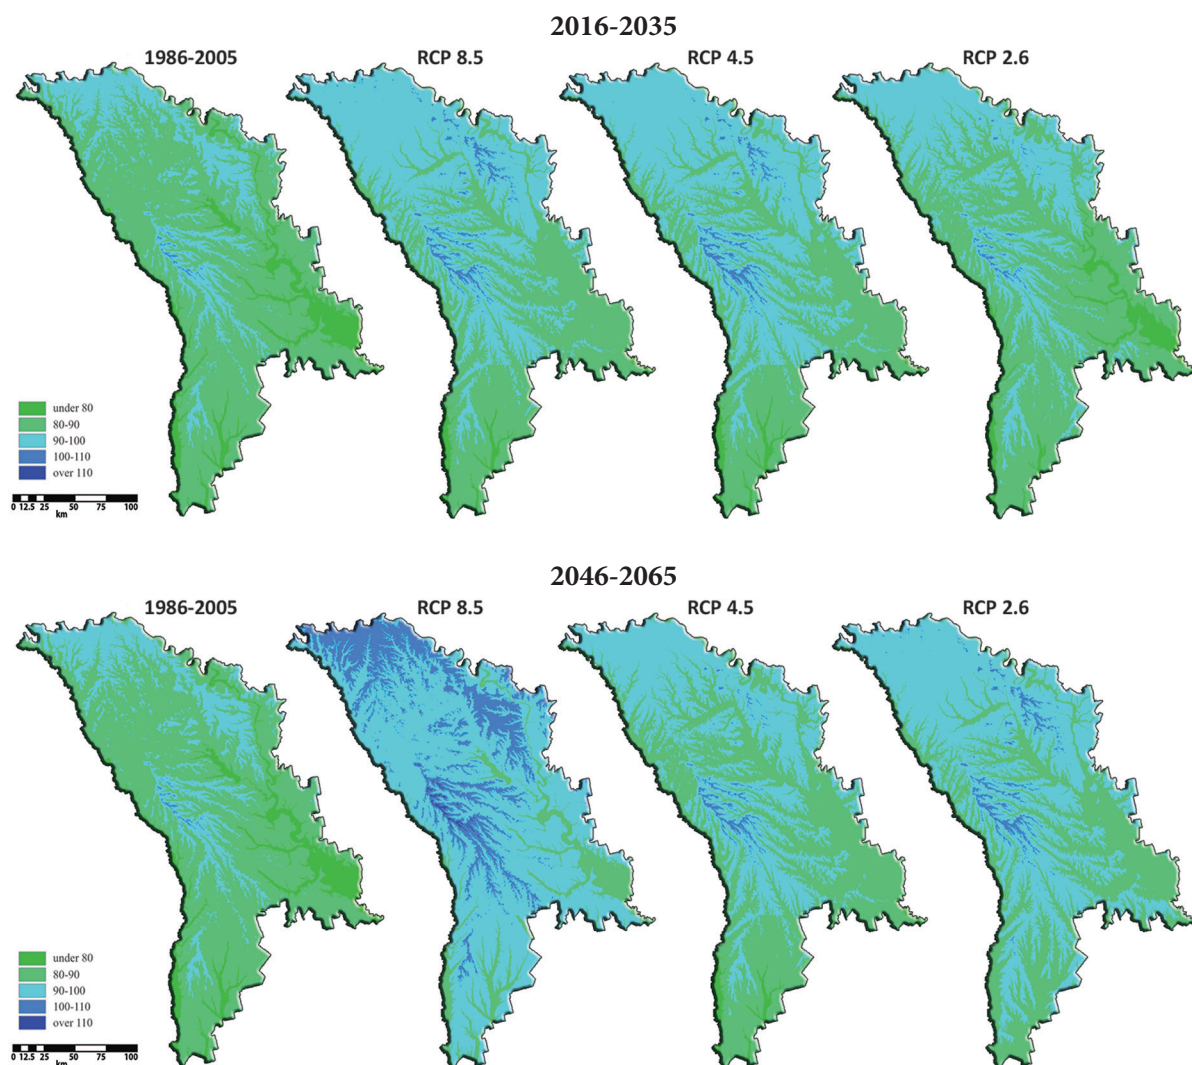 2016-2035
1986-2005 RCP 8.5 RCP 4.5 RCP 2.6
under 80
80-90
90-100
100-110
over 110
0 12.5 25 50 75 100
km
2046-2065
1986-2005 RCP 8.5 RCP 4.5 RCP 2.6
under 80
80-90
90-100
100-110
over 110
0 12.5 25 50 75 100
km